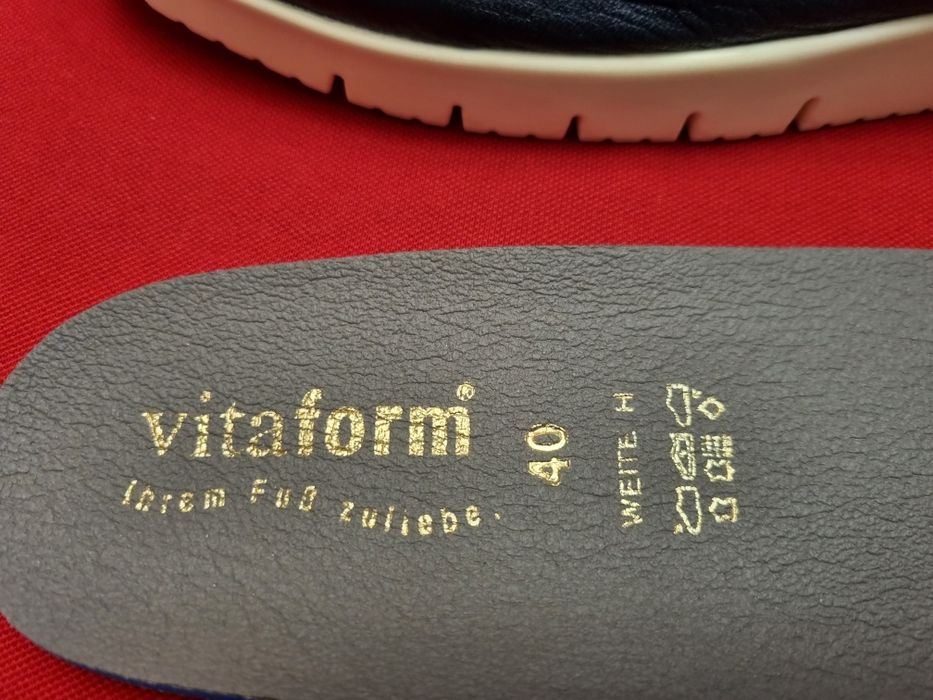 vitaform®
Ihrem Fuß zuliebe.
40
WEITE H